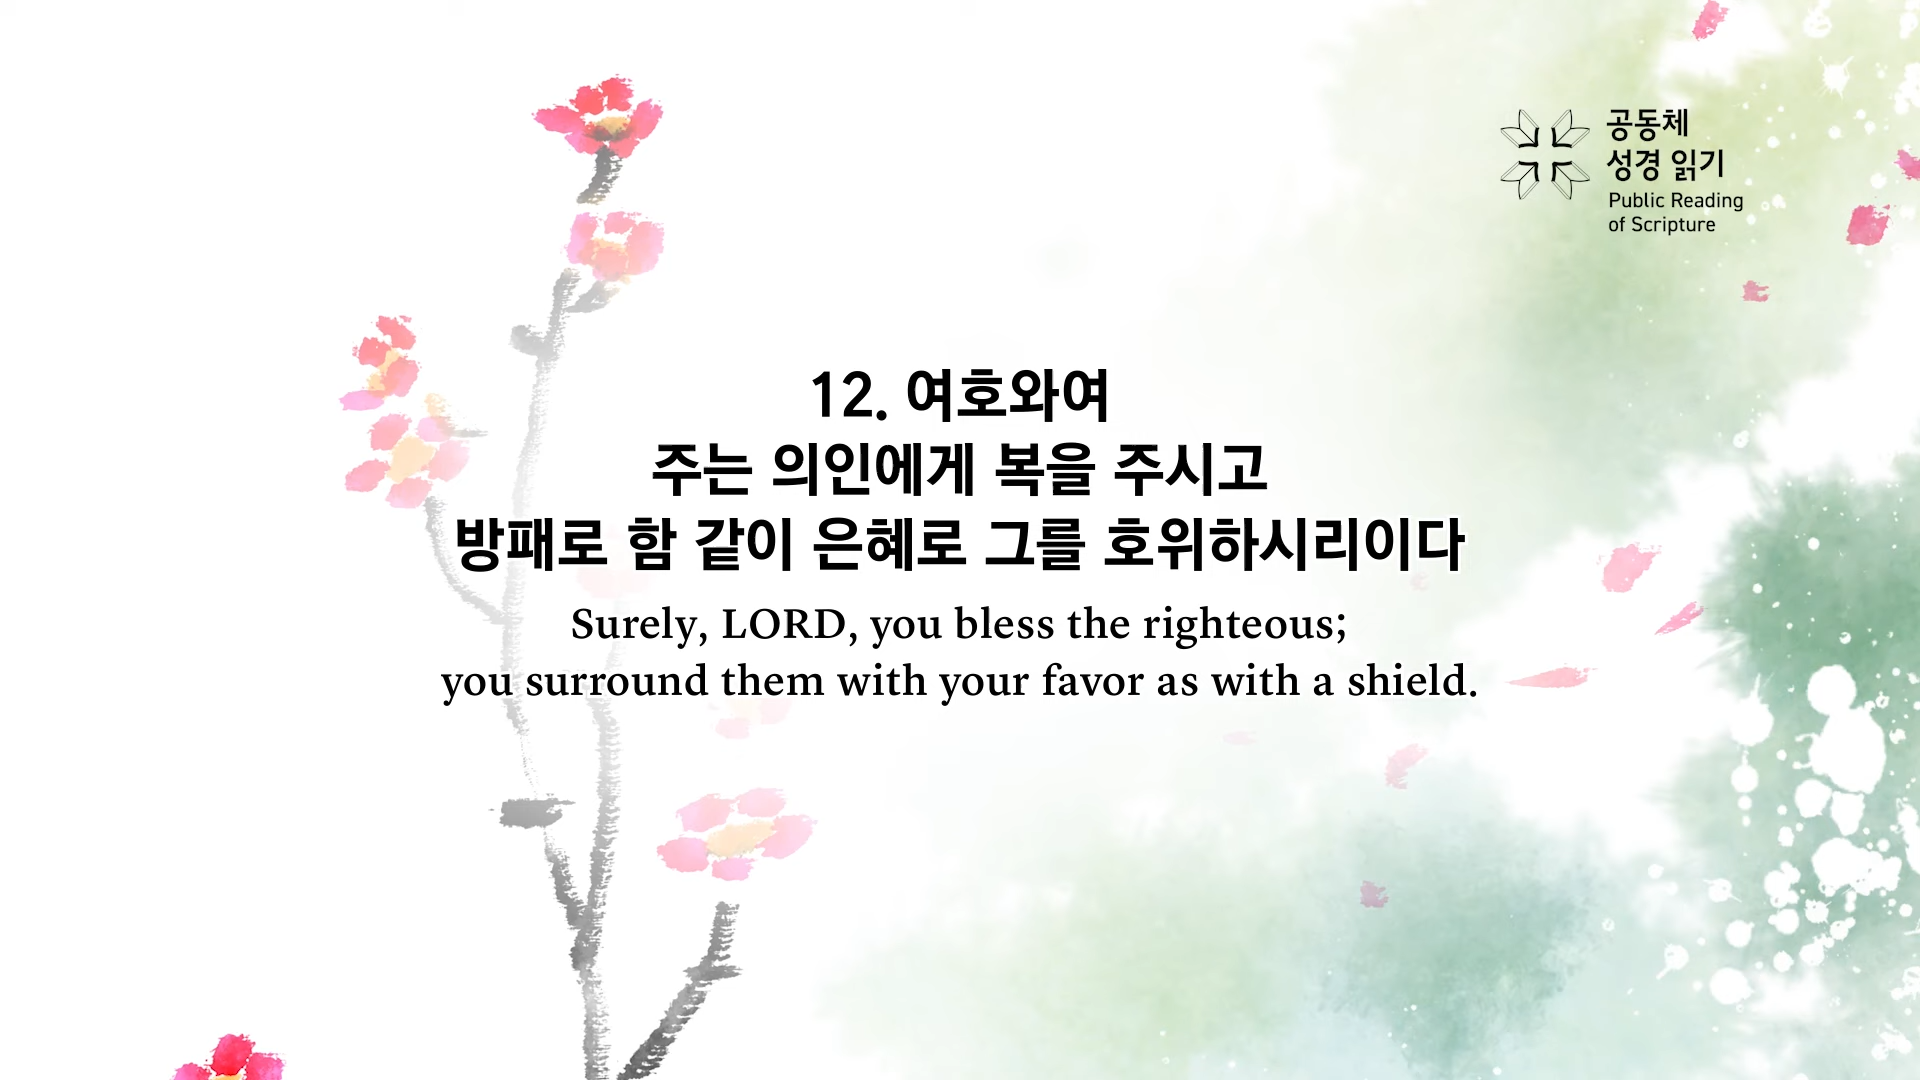 공동체
성경 읽기
Public Reading
of Scripture
12. 여호와여
주는 의인에게 복을 주시고
방패로 함 같이 은혜로 그를 호위하시리이다
Surely, LORD, you bless the righteous;
you surround them with your favor as with a shield.